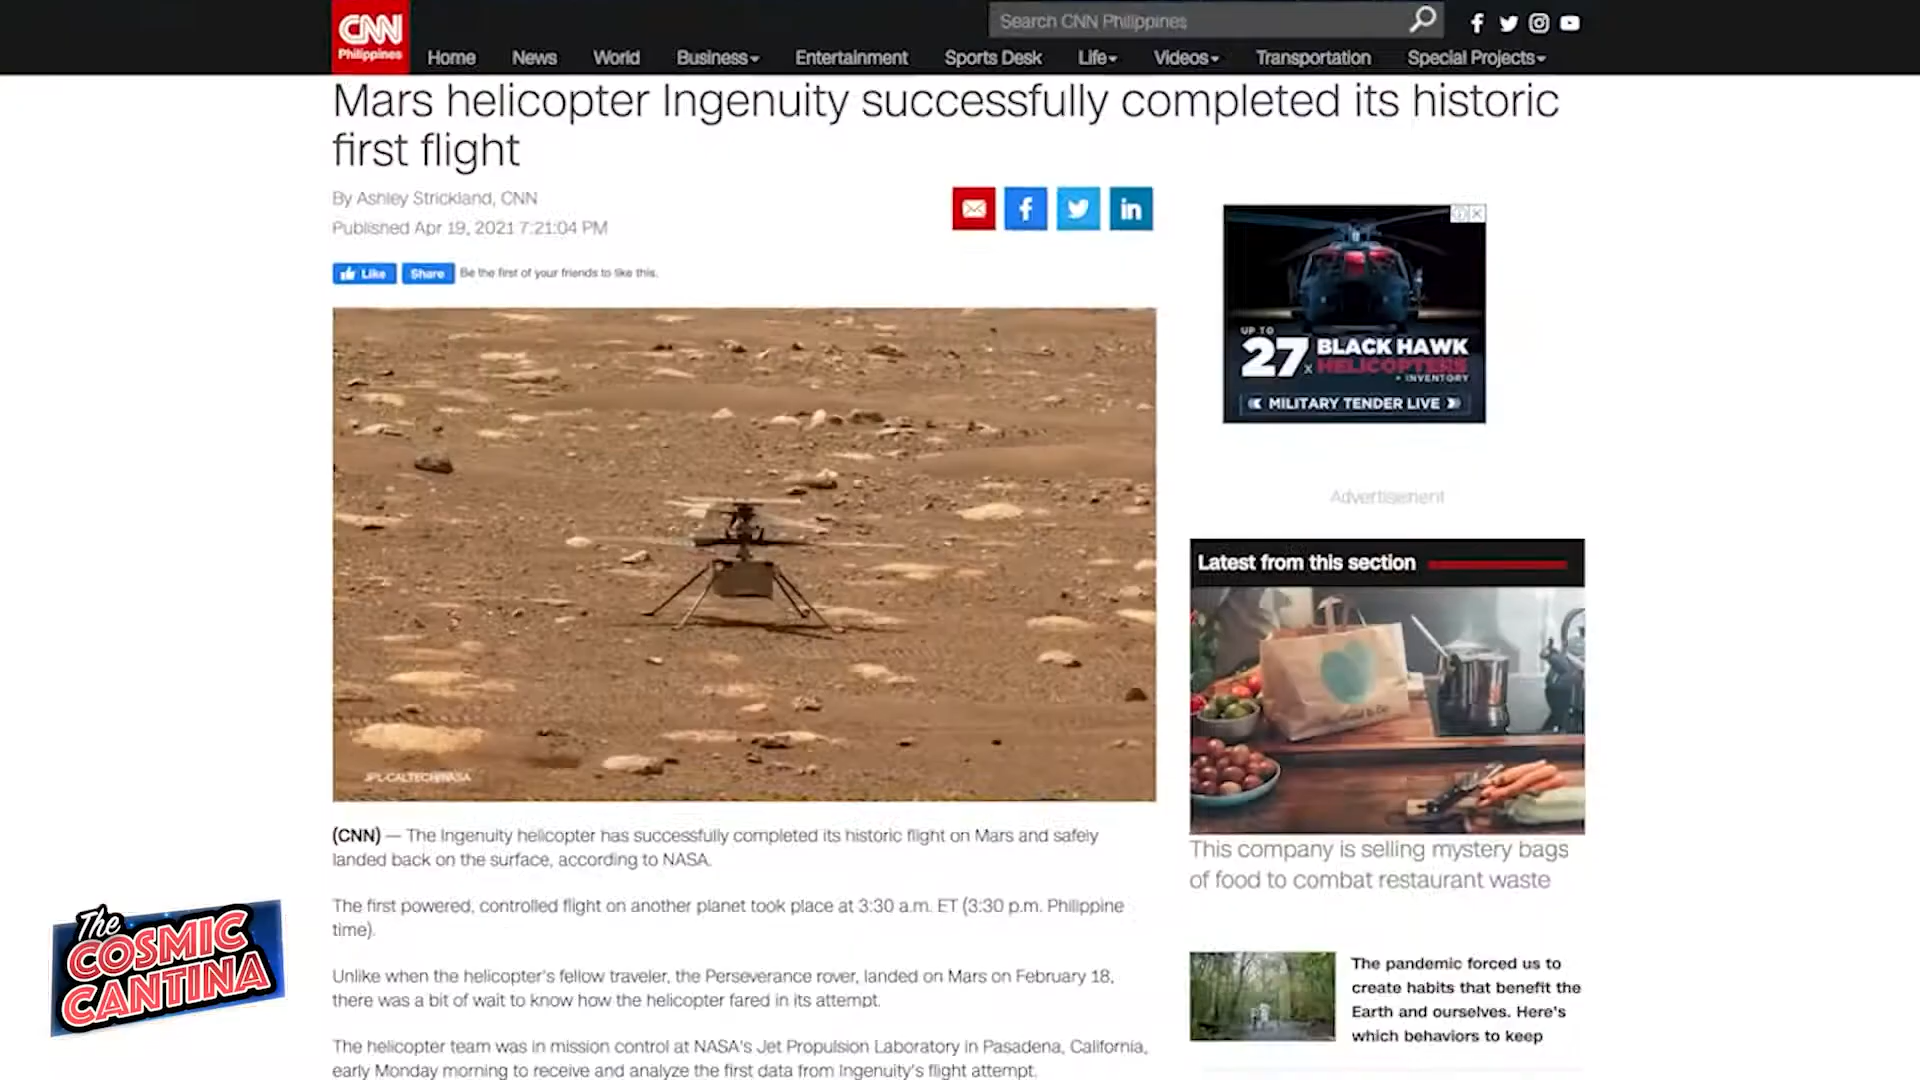 CNN
Philippines
Search CNN Philippines
Home News World Business Entertainment Sports Desk Life Videos Transportation Special Projects
Mars helicopter Ingenuity successfully completed its historic
first flight
By Ashley Strickland, CNN
Published Apr 19, 2021 7:21:04 PM
Like Share Be the first of your friends to like this.
JPL-CALTECH/NASA
(CNN) — The Ingenuity helicopter has successfully completed its historic flight on Mars and safely
landed back on the surface, according to NASA.
The first powered, controlled flight on another planet took place at 3:30 a.m. ET (3:30 p.m. Philippine
time).
Unlike when the helicopter's fellow traveler, the Perseverance rover, landed on Mars on February 18,
there was a bit of wait to know how the helicopter fared in its attempt.
The helicopter team was in mission control at NASA's Jet Propulsion Laboratory in Pasadena, California,
early Monday morning to receive and analyze the first data from Ingenuity's flight attempt.
UP TO
27 x BLACK HAWK
HELICOPTERS
+ INVENTORY
MILITARY TENDER LIVE
Advertisement
Latest from this section
This company is selling mystery bags
of food to combat restaurant waste
The pandemic forced us to
create habits that benefit the
Earth and ourselves. Here's
which behaviors to keep
The
COSMIC
CANTINA